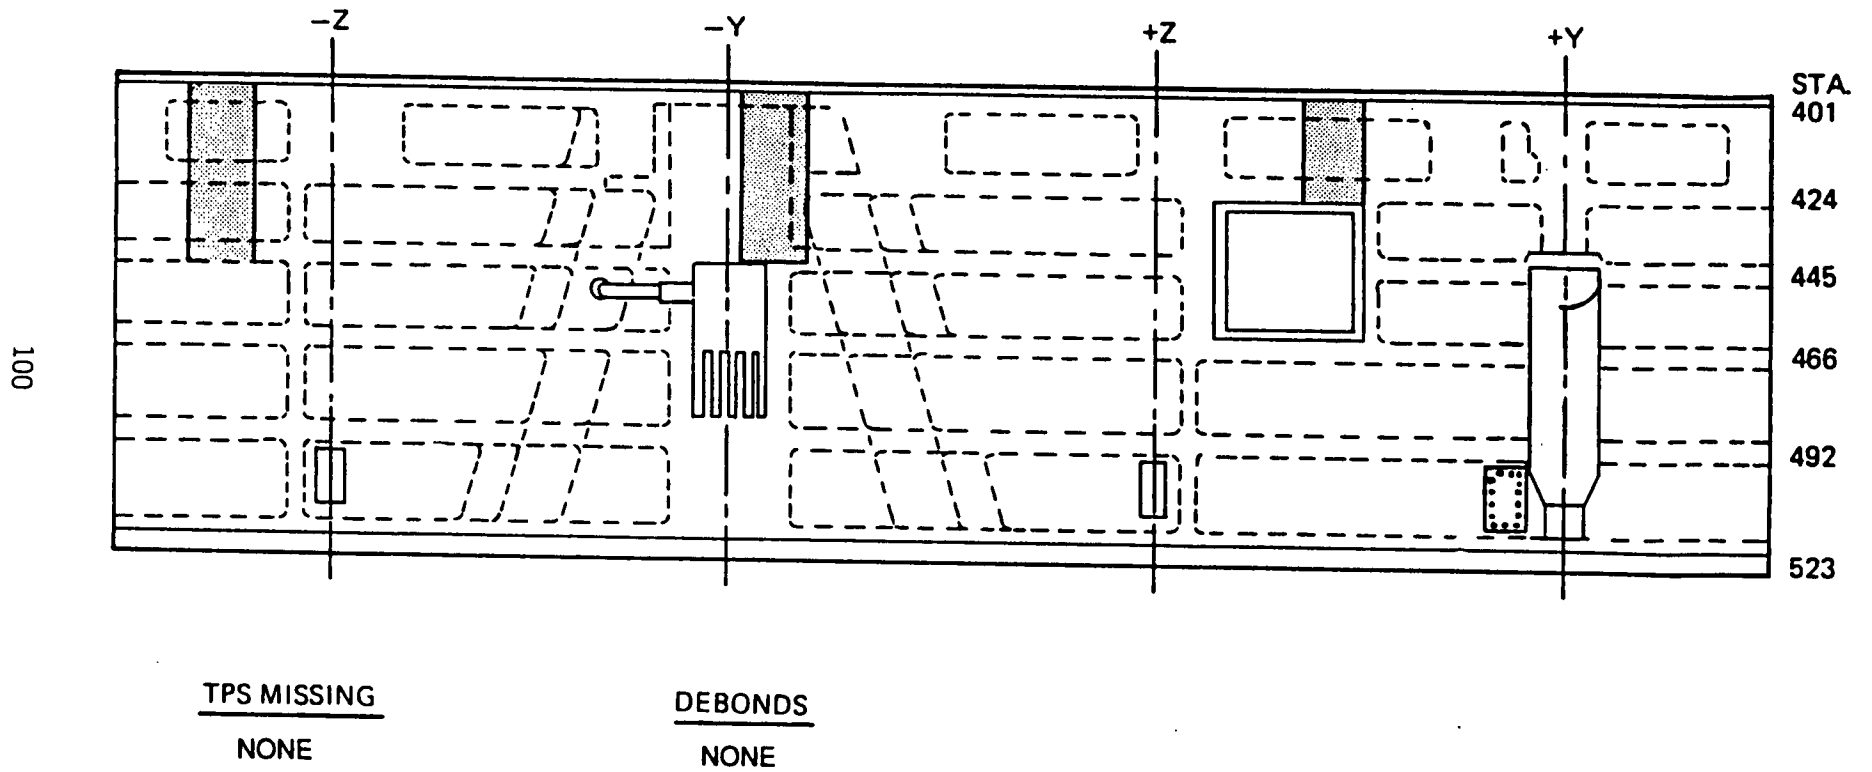 −Z
−Y
+Z
+Y
STA.
401
424
445
466
492
523
100
TPS MISSING
NONE
DEBONDS
NONE